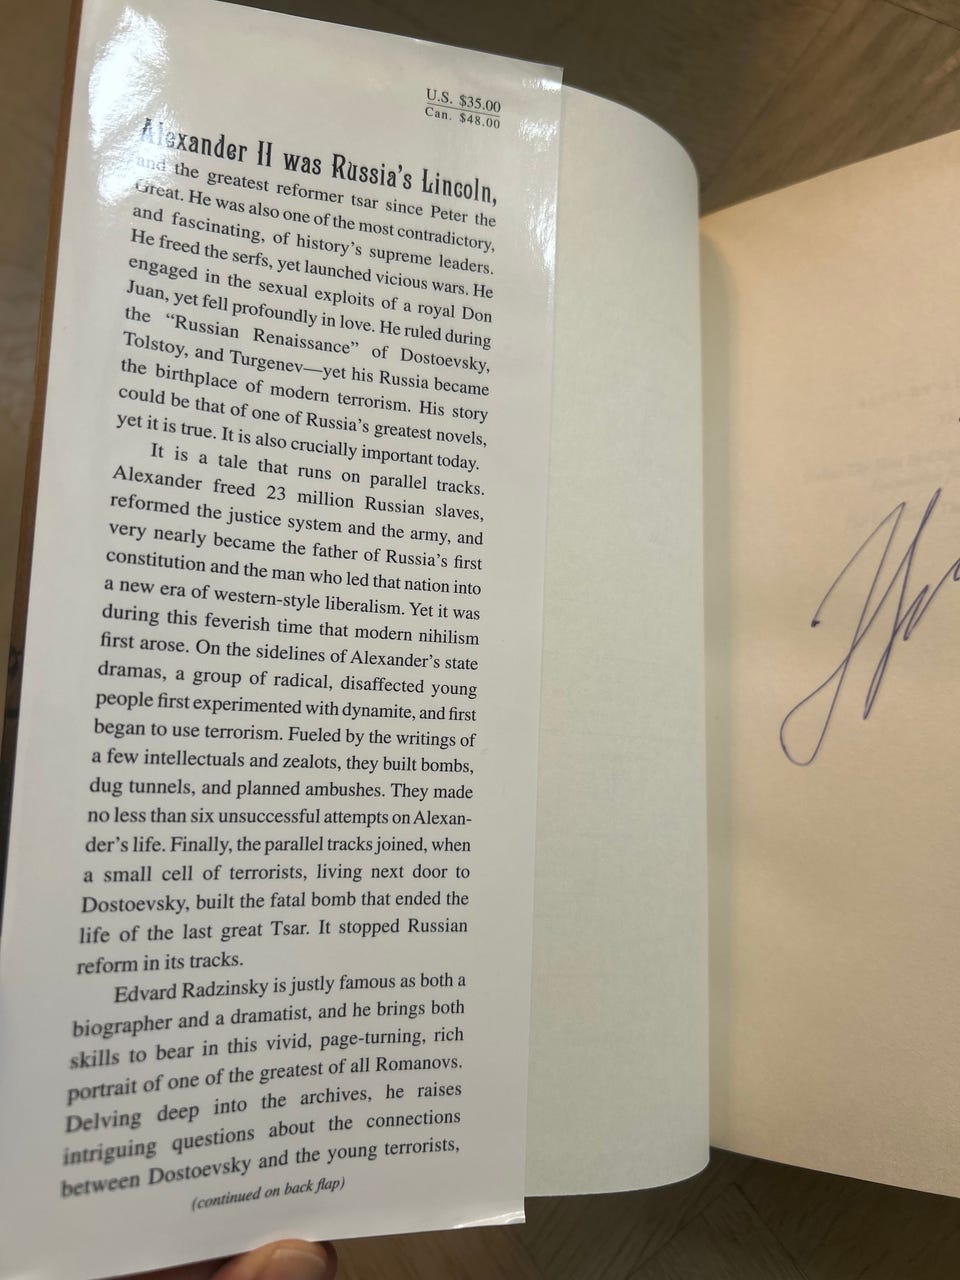 U.S. $35.00
Can. $48.00
Alexander II was Russia's Lincoln,
and the greatest reformer tsar since Peter the
Great. He was also one of the most contradictory,
and fascinating, of history's supreme leaders.
He freed the serfs, yet launched vicious wars. He
engaged in the sexual exploits of a royal Don
Juan, yet fell profoundly in love. He ruled during
the “Russian Renaissance” of Dostoevsky,
Tolstoy, and Turgenev—yet his Russia became
the birthplace of modern terrorism. His story
could be that of one of Russia's greatest novels,
yet it is true. It is also crucially important today.
It is a tale that runs on parallel tracks.
Alexander freed 23 million Russian slaves,
reformed the justice system and the army, and
very nearly became the father of Russia's first
constitution and the man who led that nation into
a new era of western-style liberalism. Yet it was
during this feverish time that modern nihilism
first arose. On the sidelines of Alexander's state
dramas, a group of radical, disaffected young
people first experimented with dynamite, and first
began to use terrorism. Fueled by the writings of
a few intellectuals and zealots, they built bombs,
dug tunnels, and planned ambushes. They made
no less than six unsuccessful attempts on Alexan-
der's life. Finally, the parallel tracks joined, when
a small cell of terrorists, living next door to
Dostoevsky, built the fatal bomb that ended the
life of the last great Tsar. It stopped Russian
reform in its tracks.
Edvard Radzinsky is justly famous as both a
biographer and a dramatist, and he brings both
skills to bear in this vivid, page-turning, rich
portrait of one of the greatest of all Romanovs.
Delving deep into the archives, he raises
intriguing questions about the connections
between Dostoevsky and the young terrorists,
(continued on back flap)